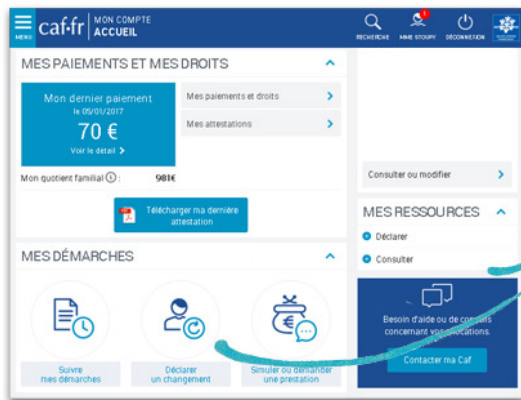 MENU
caf.fr
MON COMPTE
ACCUEIL
RECHERCHE
1
MME STOUPY
DÉCONNEXION
MES PAIEMENTS ET MES DROITS
Mon dernier paiement
le 05/01/2017
70 €
Voir le détail >
Mes paiements et droits >
Mes attestations >
Mon quotient familial ⓘ : 981€
Télécharger ma dernière
attestation
MES DÉMARCHES
Suivre
mes démarches
Déclarer
un changement
Simuler ou demander
une prestation
Consulter ou modifier >
MES RESSOURCES
Déclarer
Consulter
Besoin d'aide ou de conseils
concernant vos allocations.
Contacter ma Caf